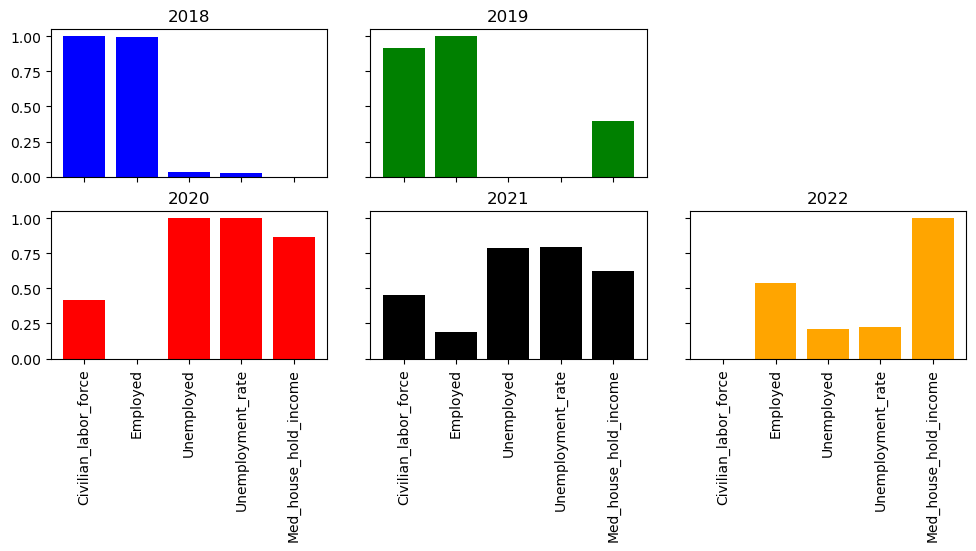 2018
2019
1.00
0.75
0.50
0.25
0.00
2020
2021
2022
1.00
0.75
0.50
0.25
0.00
Civilian_labor_force
Employed
Unemployed
Unemployment_rate
Med_house_hold_income
Civilian_labor_force
Employed
Unemployed
Unemployment_rate
Med_house_hold_income
Civilian_labor_force
Employed
Unemployed
Unemployment_rate
Med_house_hold_income